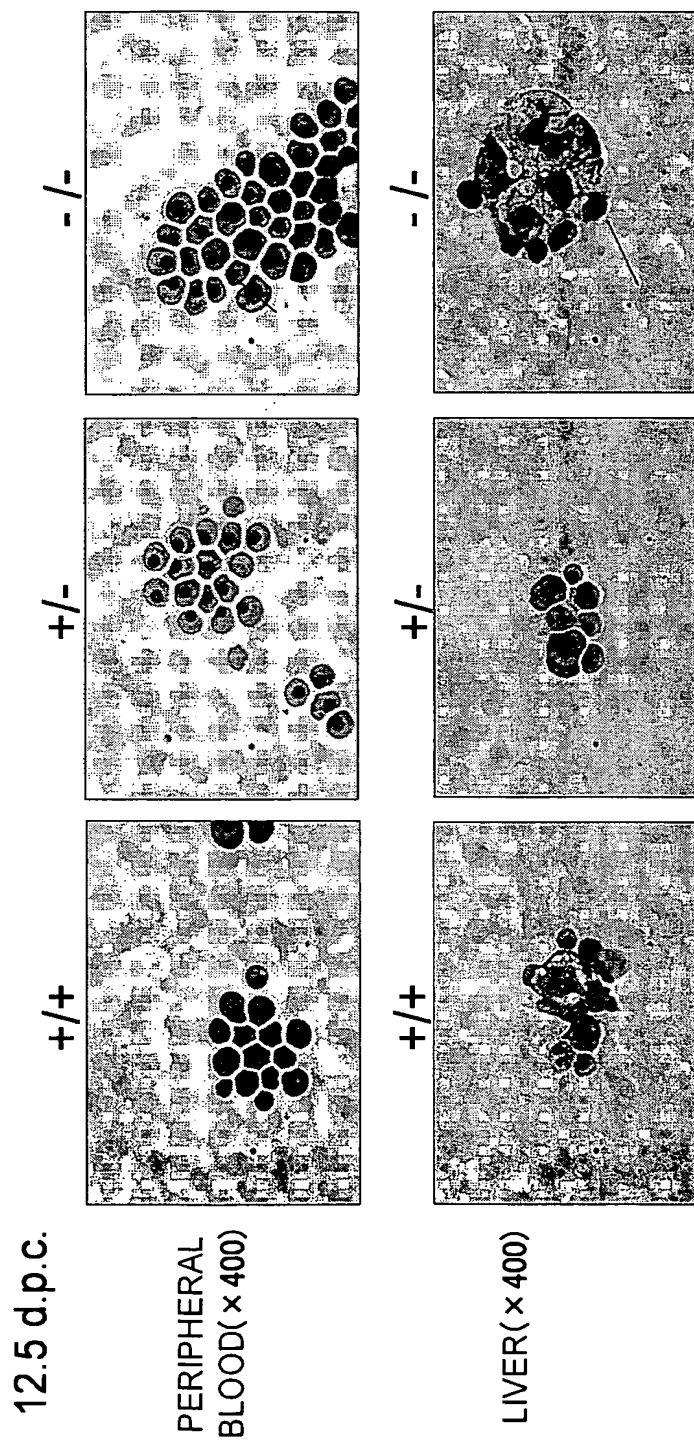 12.5 d.p.c.
+/+
+/-
-/-
PERIPHERAL
BLOOD(×400)
+/+
+/-
-/-
LIVER(×400)